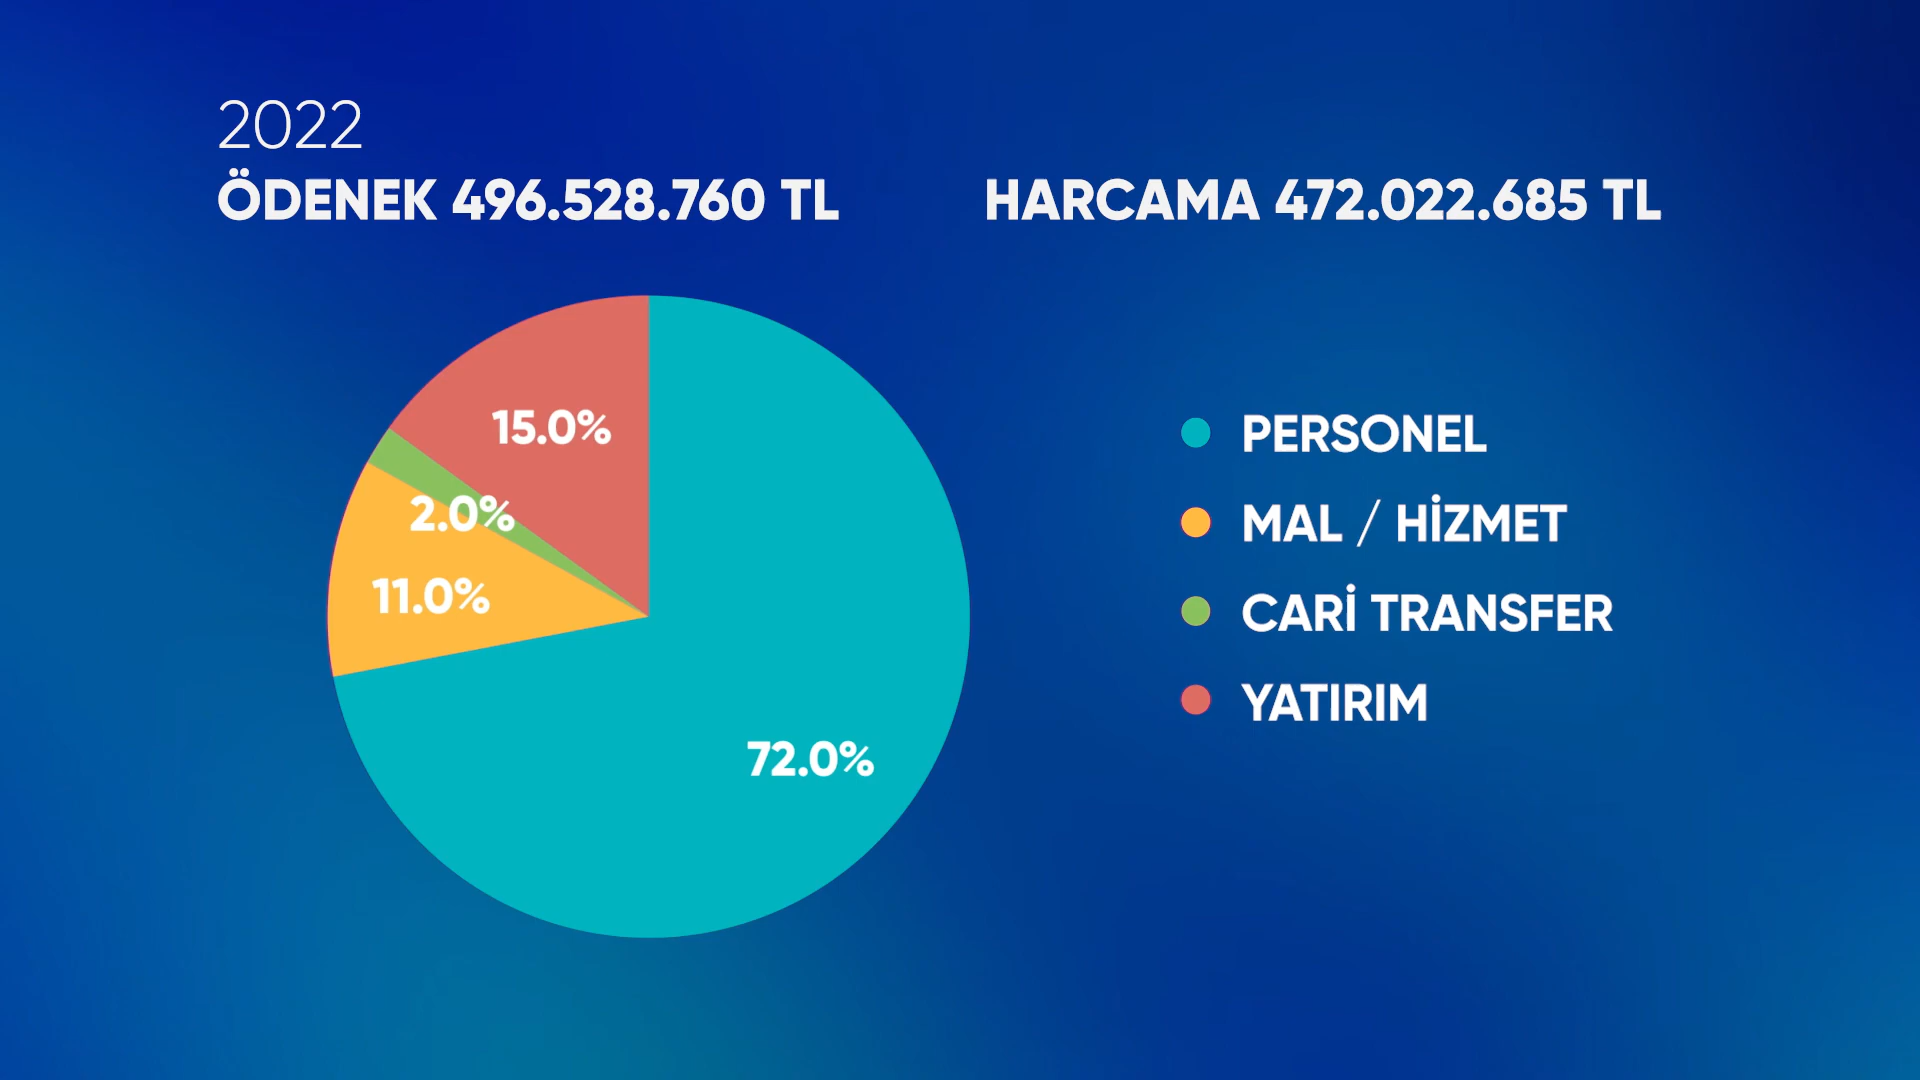 2022
ÖDENEK 496.528.760 TL
HARCAMA 472.022.685 TL
15.0%
2.0%
11.0%
72.0%
PERSONEL
MAL / HİZMET
CARİ TRANSFER
YATIRIM